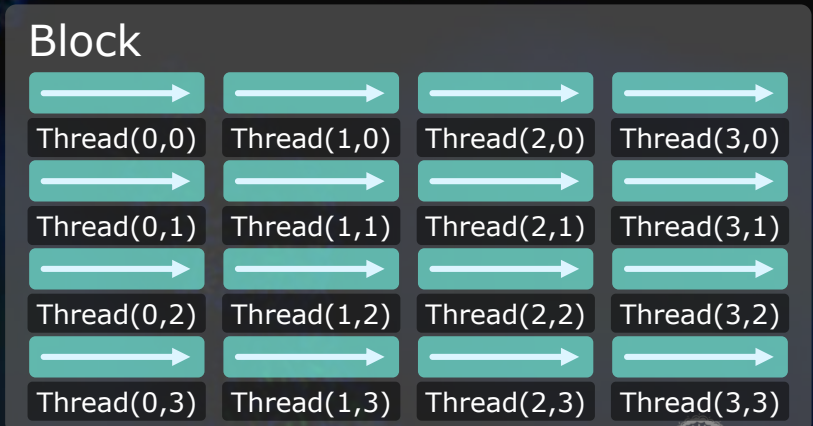 Block
Thread(0,0) Thread(1,0) Thread(2,0) Thread(3,0)
Thread(0,1) Thread(1,1) Thread(2,1) Thread(3,1)
Thread(0,2) Thread(1,2) Thread(2,2) Thread(3,2)
Thread(0,3) Thread(1,3) Thread(2,3) Thread(3,3)